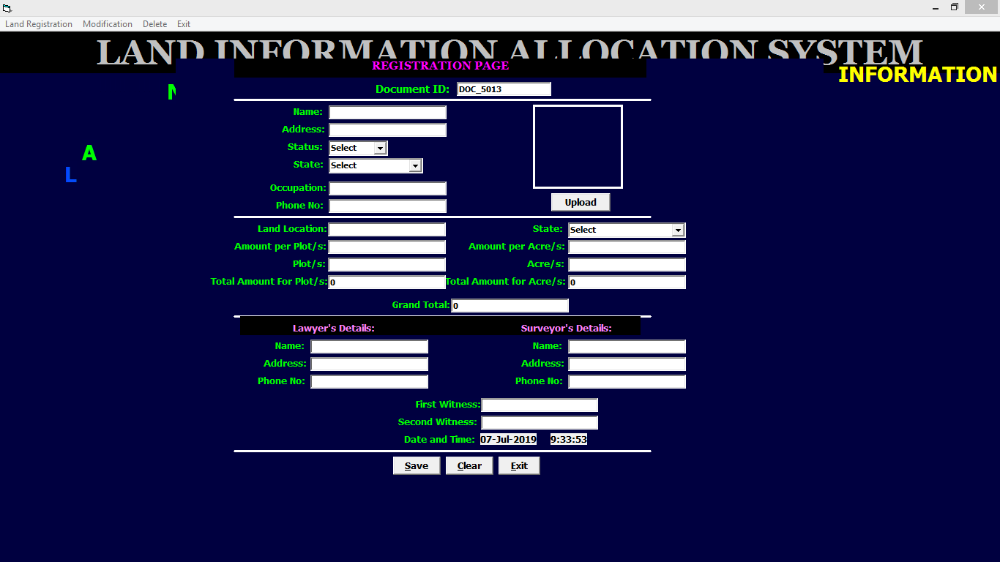 Land Registration Modification Delete Exit
LAND INFORMATION ALLOCATION SYSTEM
REGISTRATION PAGE
INFORMATION
N
Document ID: DOC_5013
Name:
Address:
Status: Select
State: Select
A
L
Occupation:
Phone No:
Upload
Land Location: State: Select
Amount per Plot/s: Amount per Acre/s:
Plot/s: Acre/s:
Total Amount For Plot/s: 0 Total Amount for Acre/s: 0
Grand Total: 0
Lawyer's Details: Surveyor's Details:
Name: Name:
Address: Address:
Phone No: Phone No:
First Witness:
Second Witness:
Date and Time: 07-Jul-2019 9:33:53
Save Clear Exit